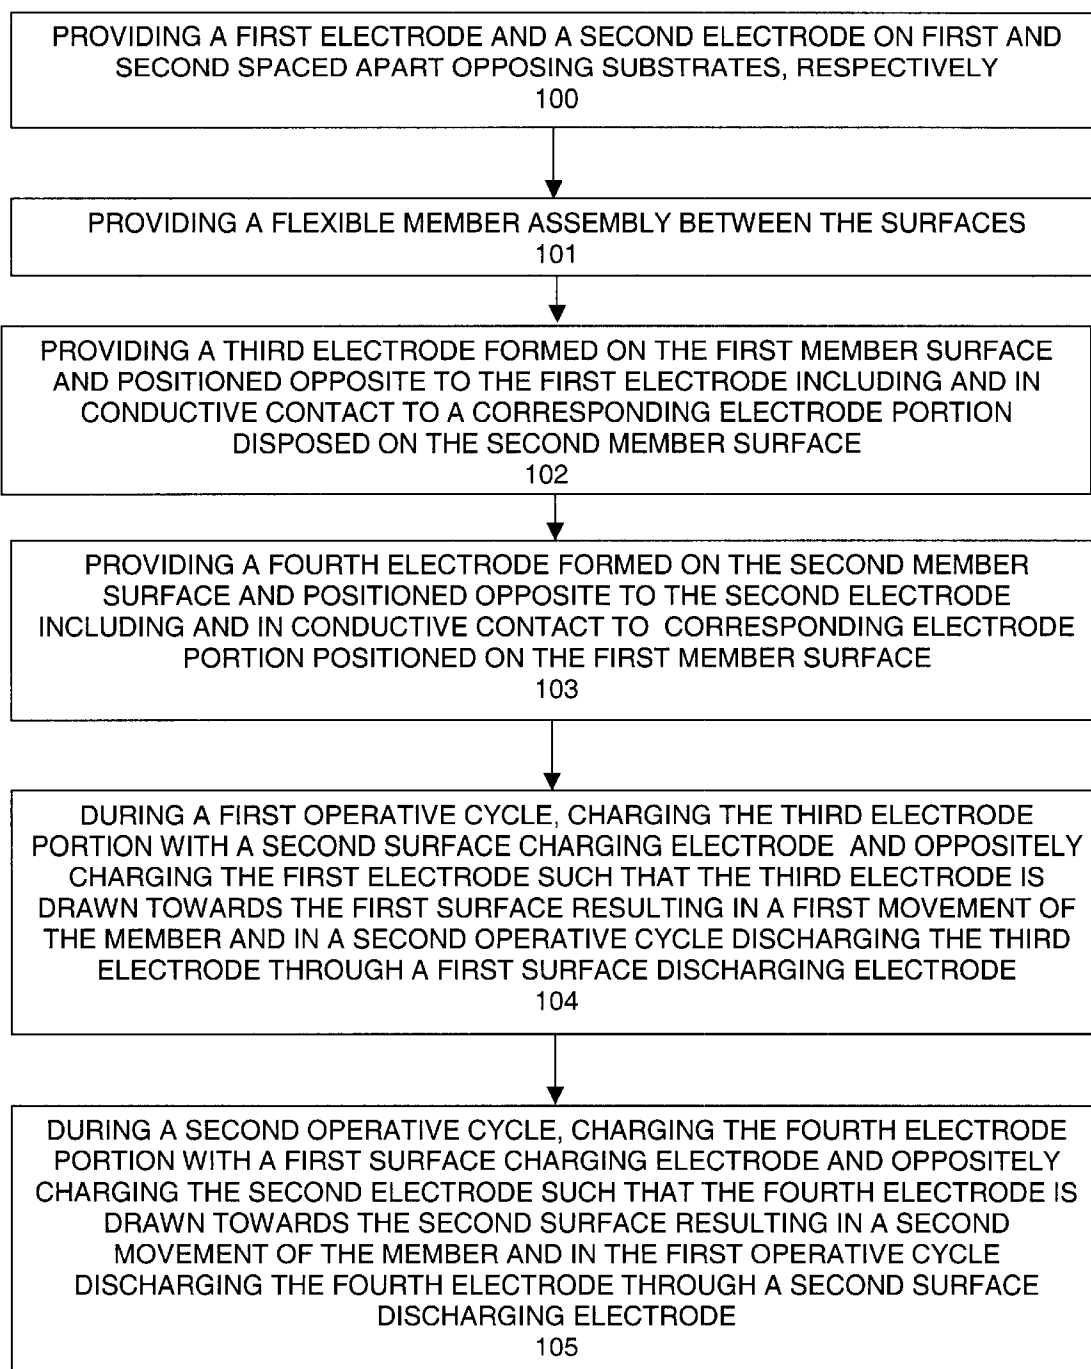 PROVIDING A FIRST ELECTRODE AND A SECOND ELECTRODE ON FIRST AND
SECOND SPACED APART OPPOSING SUBSTRATES, RESPECTIVELY
100
PROVIDING A FLEXIBLE MEMBER ASSEMBLY BETWEEN THE SURFACES
101
PROVIDING A THIRD ELECTRODE FORMED ON THE FIRST MEMBER SURFACE
AND POSITIONED OPPOSITE TO THE FIRST ELECTRODE INCLUDING AND IN
CONDUCTIVE CONTACT TO A CORRESPONDING ELECTRODE PORTION
DISPOSED ON THE SECOND MEMBER SURFACE
102
PROVIDING A FOURTH ELECTRODE FORMED ON THE SECOND MEMBER
SURFACE AND POSITIONED OPPOSITE TO THE SECOND ELECTRODE
INCLUDING AND IN CONDUCTIVE CONTACT TO CORRESPONDING ELECTRODE
PORTION POSITIONED ON THE FIRST MEMBER SURFACE
103
DURING A FIRST OPERATIVE CYCLE, CHARGING THE THIRD ELECTRODE
PORTION WITH A SECOND SURFACE CHARGING ELECTRODE AND OPPOSITELY
CHARGING THE FIRST ELECTRODE SUCH THAT THE THIRD ELECTRODE IS
DRAWN TOWARDS THE FIRST SURFACE RESULTING IN A FIRST MOVEMENT OF
THE MEMBER AND IN A SECOND OPERATIVE CYCLE DISCHARGING THE THIRD
ELECTRODE THROUGH A FIRST SURFACE DISCHARGING ELECTRODE
104
DURING A SECOND OPERATIVE CYCLE, CHARGING THE FOURTH ELECTRODE
PORTION WITH A FIRST SURFACE CHARGING ELECTRODE AND OPPOSITELY
CHARGING THE SECOND ELECTRODE SUCH THAT THE FOURTH ELECTRODE IS
DRAWN TOWARDS THE SECOND SURFACE RESULTING IN A SECOND
MOVEMENT OF THE MEMBER AND IN THE FIRST OPERATIVE CYCLE
DISCHARGING THE FOURTH ELECTRODE THROUGH A SECOND SURFACE
DISCHARGING ELECTRODE
105